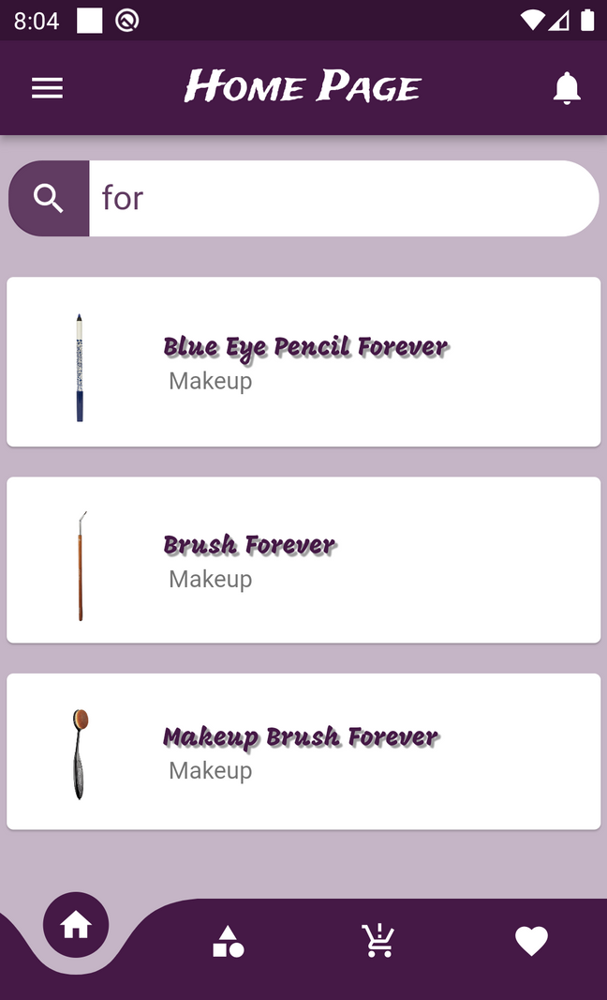 8:04
Home Page
for
Blue Eye Pencil Forever
Makeup
Brush Forever
Makeup
Makeup Brush Forever
Makeup